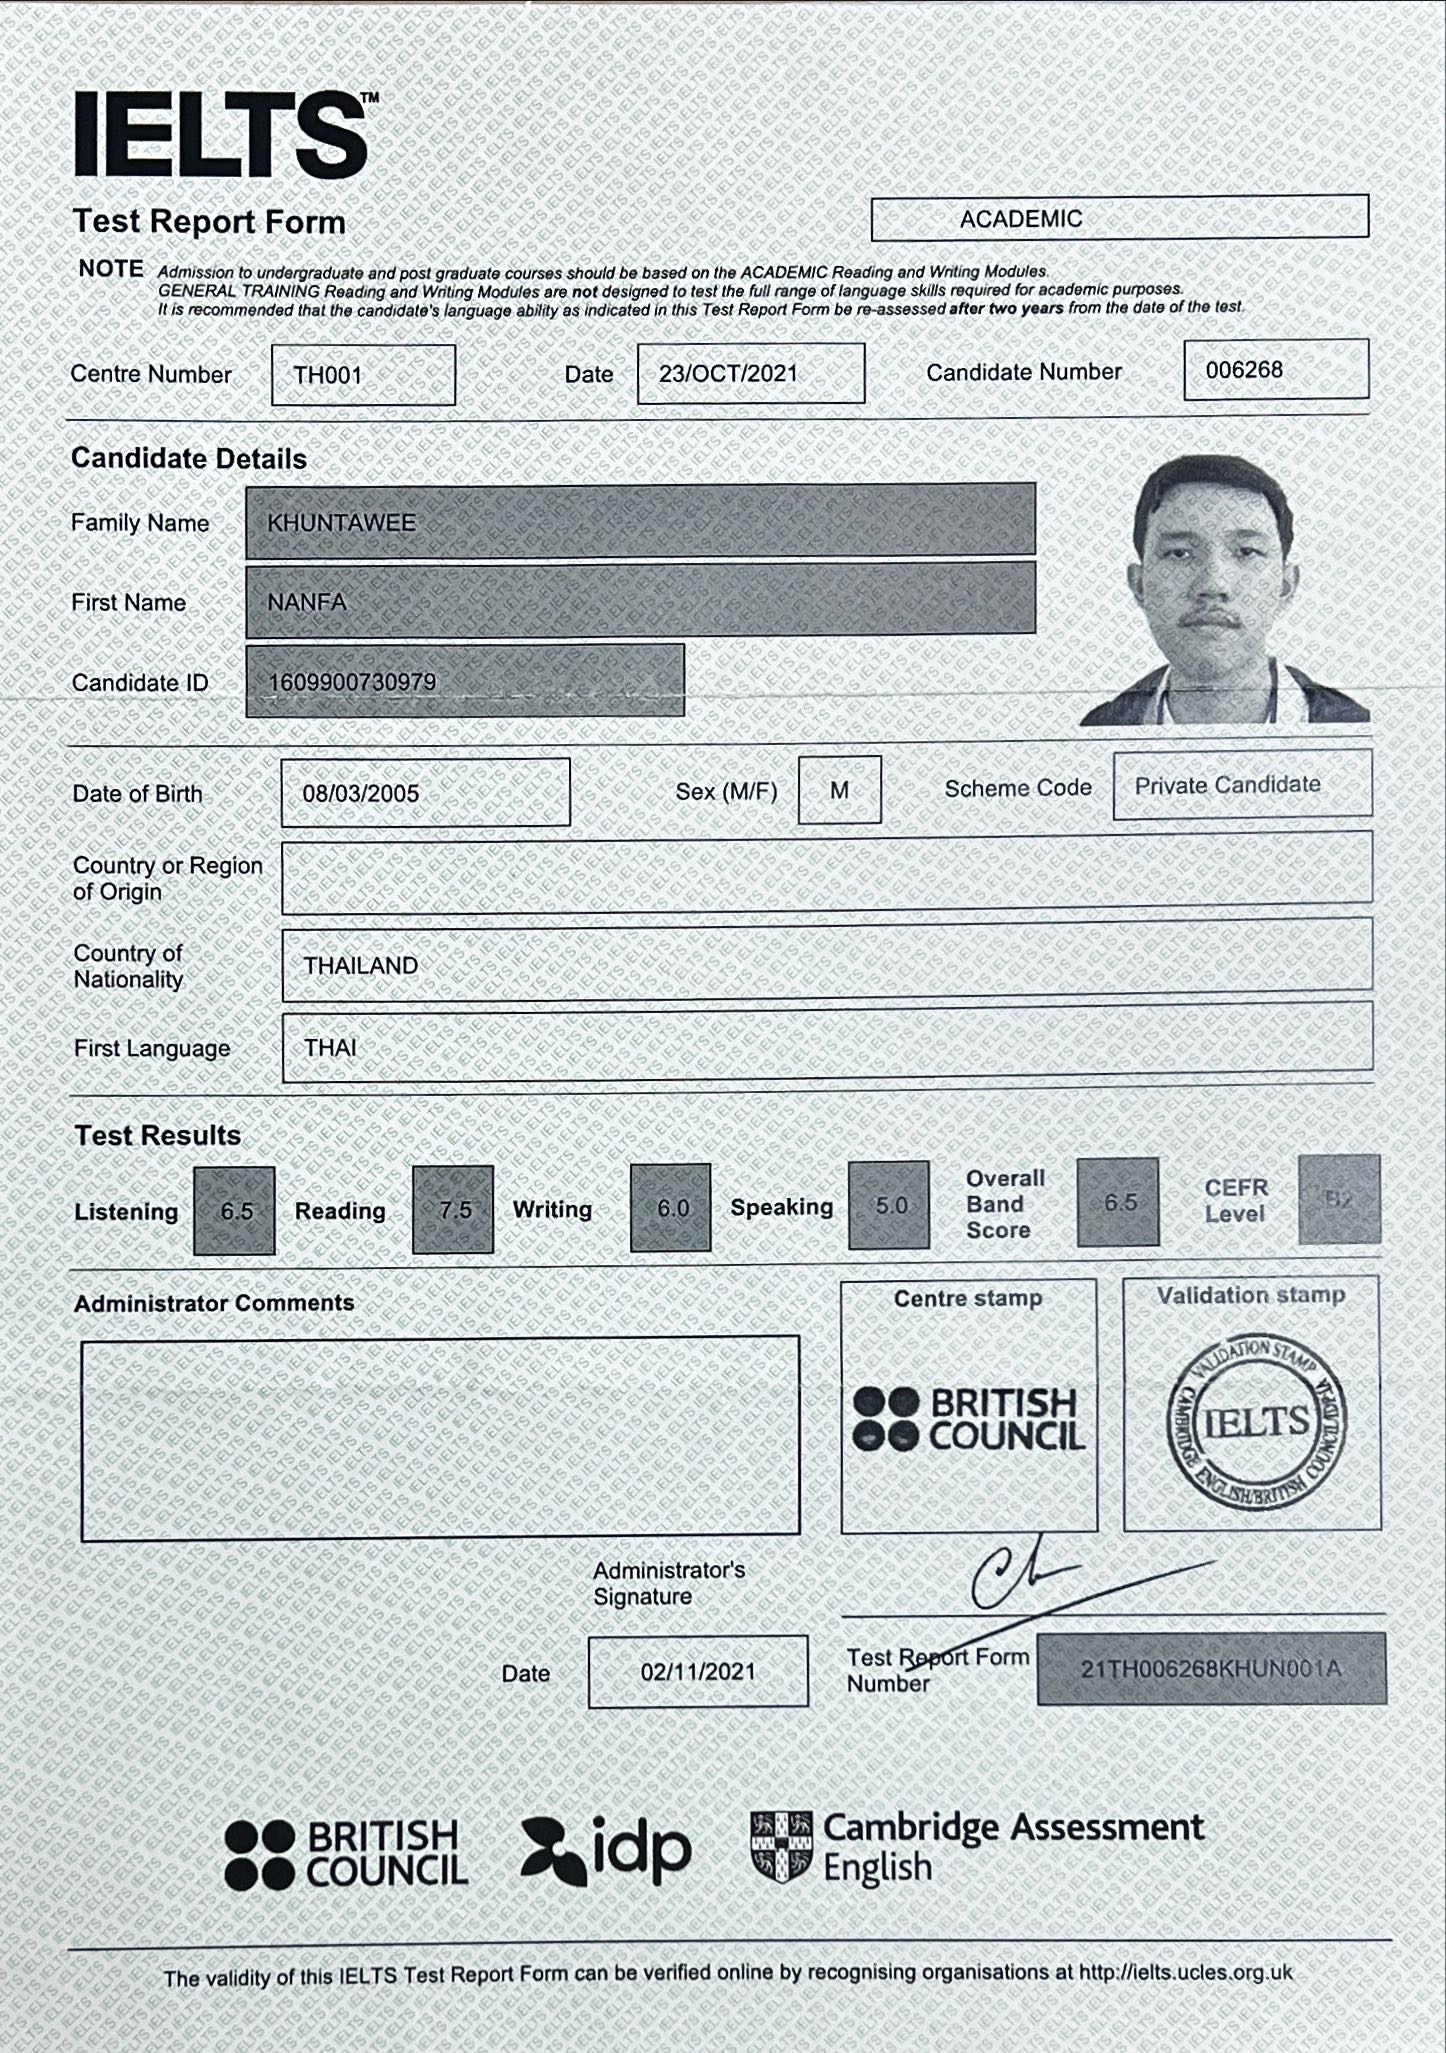 IELTS™
Test Report Form
ACADEMIC
NOTE Admission to undergraduate and post graduate courses should be based on the ACADEMIC Reading and Writing Modules.
GENERAL TRAINING Reading and Writing Modules are not designed to test the full range of language skills required for academic purposes.
It is recommended that the candidate's language ability as indicated in this Test Report Form be re-assessed after two years from the date of the test.
Centre Number TH001 Date 23/OCT/2021 Candidate Number 006268
Candidate Details
Family Name KHUNTAWEE
First Name NANFA
Candidate ID 1609900730979
Date of Birth 08/03/2005 Sex (M/F) M Scheme Code Private Candidate
Country or Region
of Origin
Country of
Nationality
THAILAND
First Language THAI
Test Results
Listening 6.5 Reading 7.5 Writing 6.0 Speaking 5.0
Overall
Band
Score
6.5
CEFR
Level
B2
Administrator Comments
Centre stamp
BRITISH
COUNCIL
Validation stamp
VALIDATION STAMP
CAMBRIDGE ENGLISH/BRITISH COUNCIL/IDP:IA
IELTS
Administrator's
Signature
Date 02/11/2021
Test Report Form
Number
21TH006268KHUN001A
BRITISH
COUNCIL
idp
Cambridge Assessment
English
The validity of this IELTS Test Report Form can be verified online by recognising organisations at http://ielts.ucles.org.uk